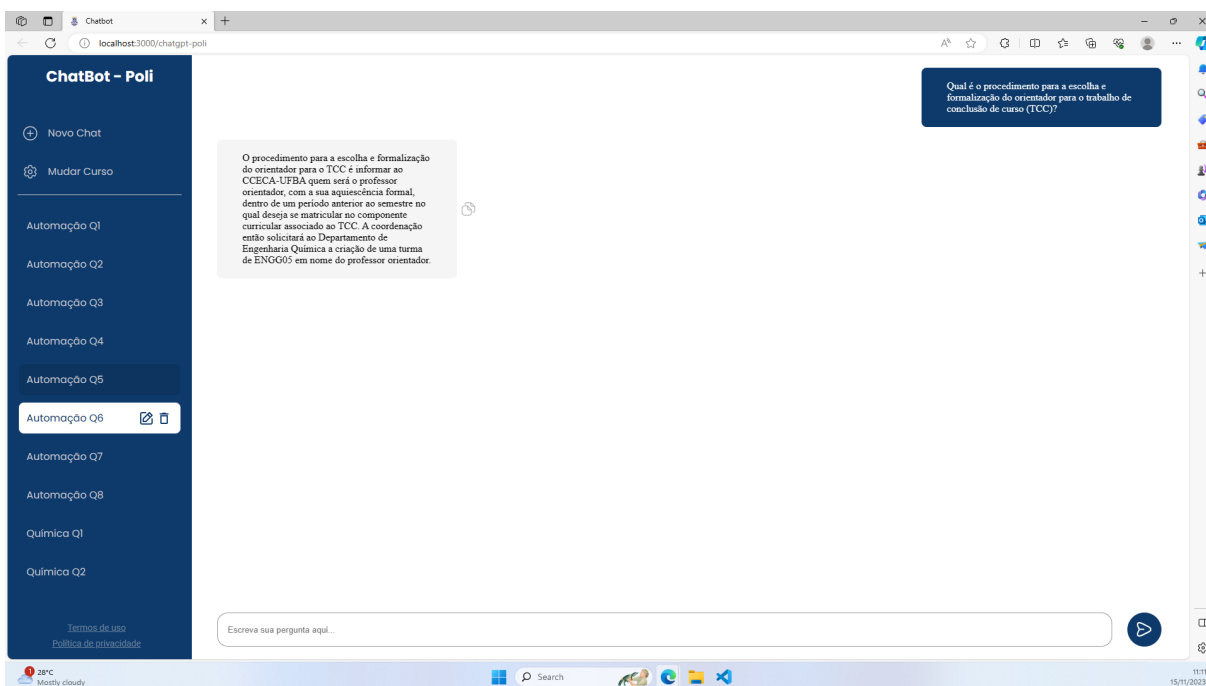 Chatbot
localhost:3000/chatgpt-poli
ChatBot - Poli
Novo Chat
Mudar Curso
Automação Q1
Automação Q2
Automação Q3
Automação Q4
Automação Q5
Automação Q6
Automação Q7
Automação Q8
Química Q1
Química Q2
Termos de uso
Política de privacidade
Qual é o procedimento para a escolha e
formalização do orientador para o trabalho de
conclusão de curso (TCC)?
O procedimento para a escolha e formalização
do orientador para o TCC é informar ao
CCECA-UFBA quem será o professor
orientador, com a sua aquiescência formal,
dentro de um período anterior ao semestre no
qual deseja se matricular no componente
curricular associado ao TCC. A coordenação
então solicitará ao Departamento de
Engenharia Química a criação de uma turma
de ENGG05 em nome do professor orientador.
Escreva sua pergunta aqui...
1
28°C
Mostly cloudy
Search
11:11
15/11/2023